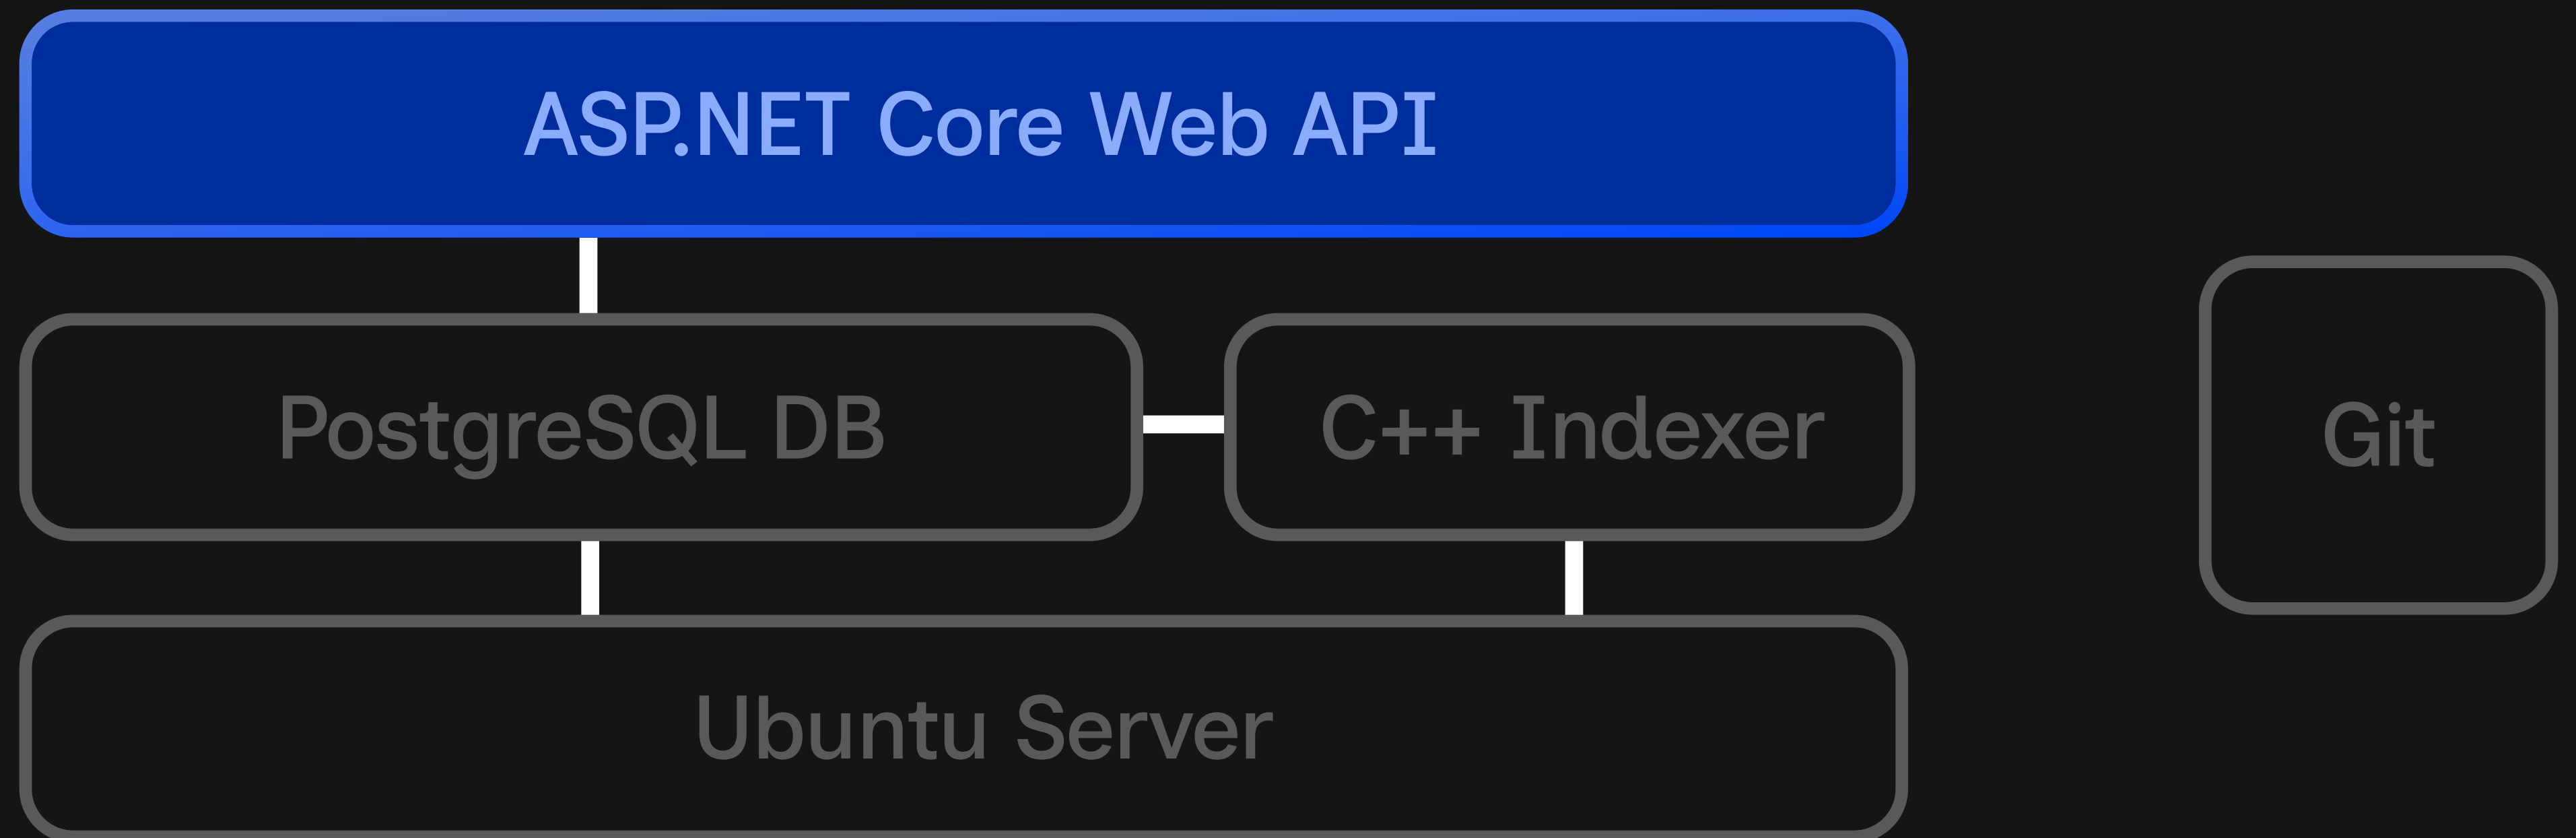 ASP.NET Core Web API
PostgreSQL DB
C++ Indexer
Git
Ubuntu Server